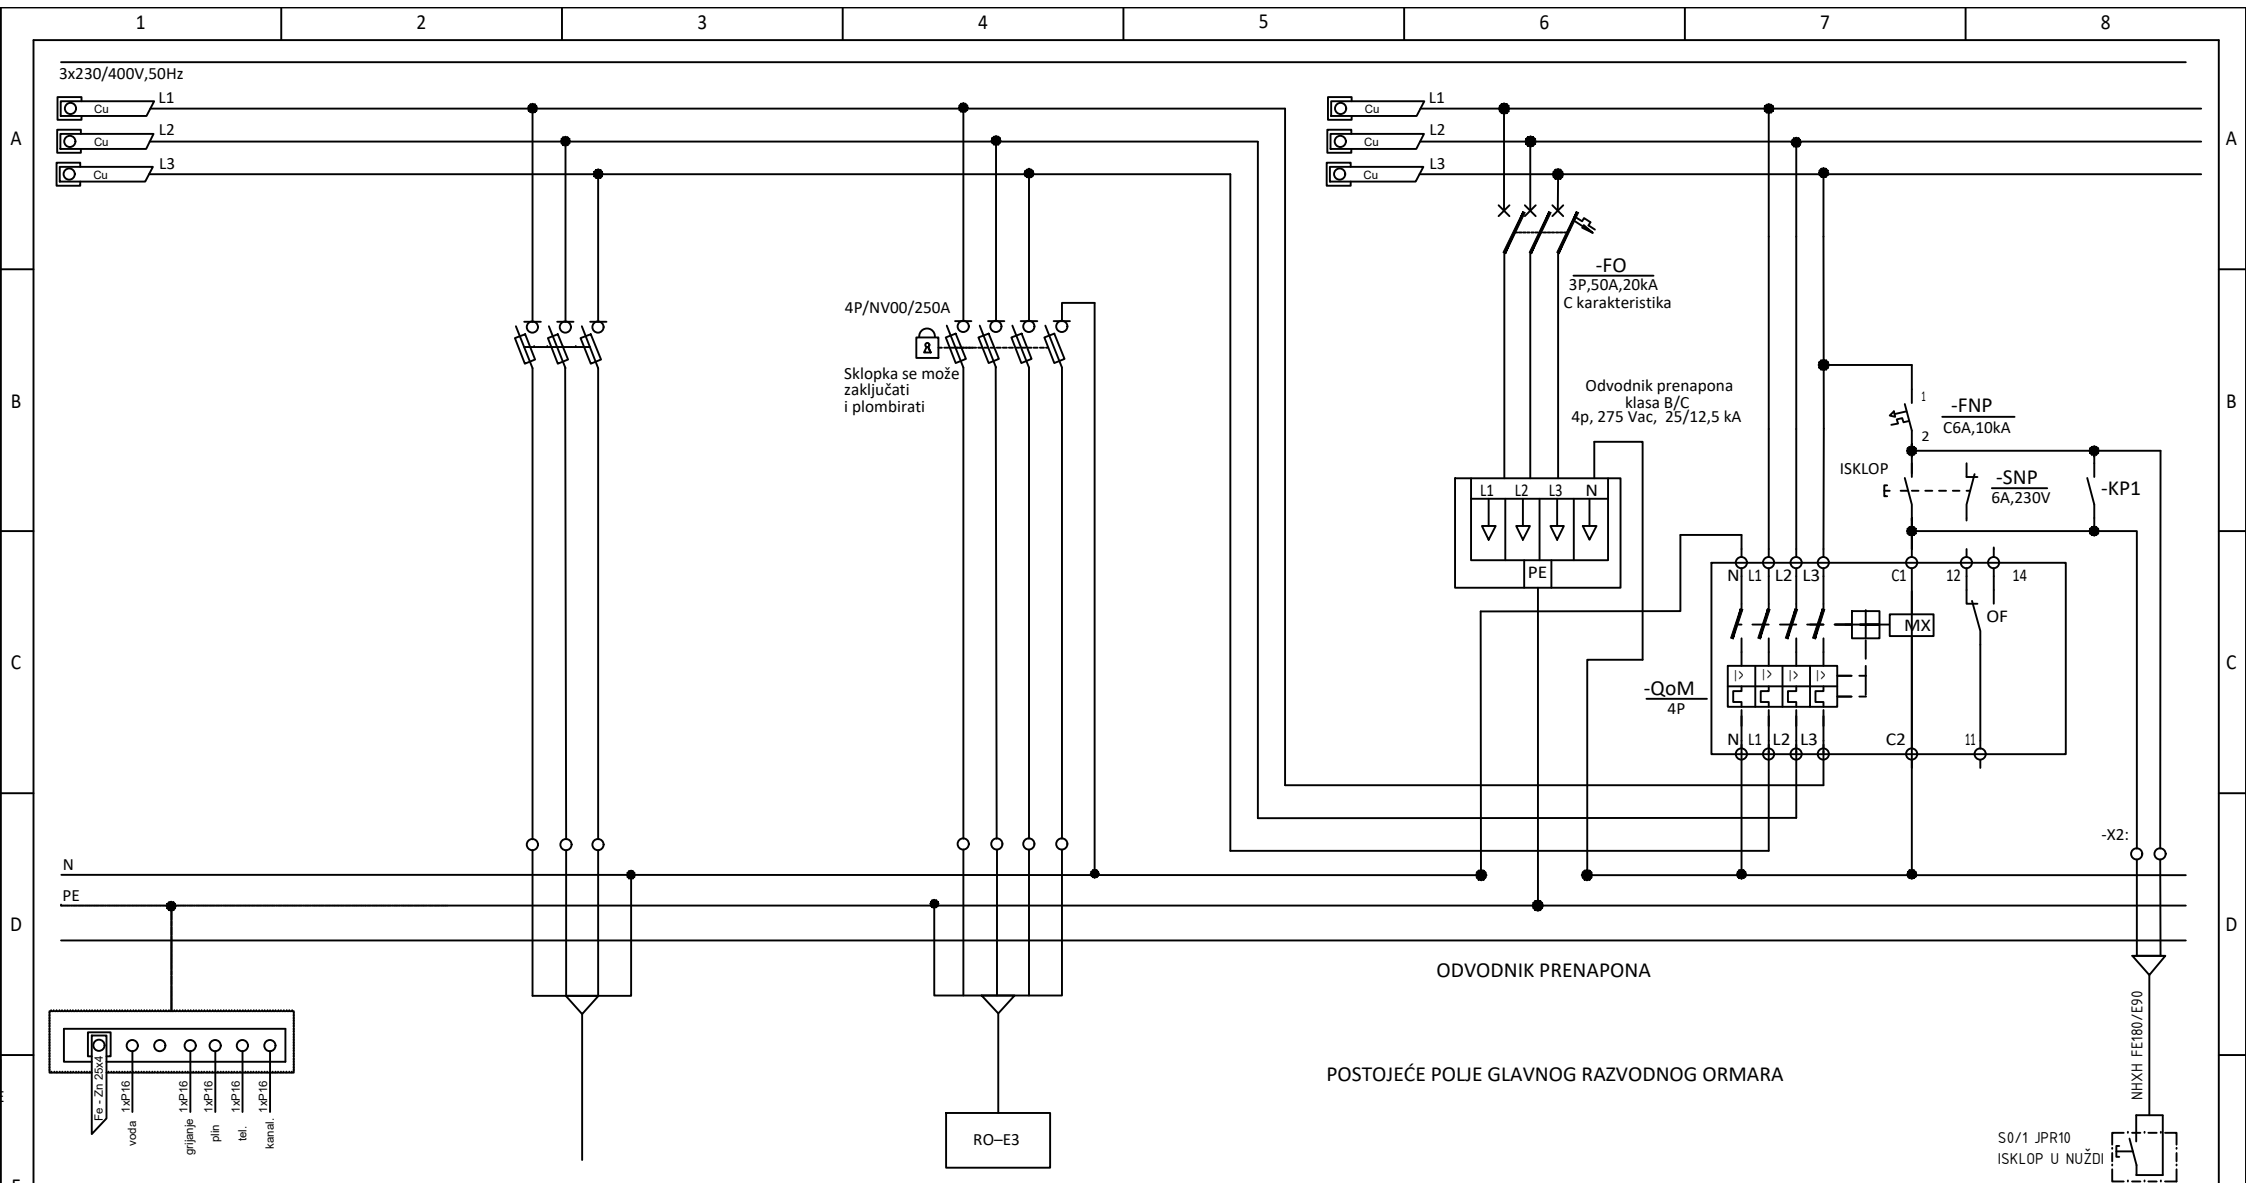 1 2 3 4 5 6 7 8
3x230/400V,50Hz
Cu L1
Cu L2
Cu L3
Cu L1
Cu L2
Cu L3
A
A
-FO
3P,50A,20kA
C karakteristika
4P/NV00/250A
Sklopka se može
zaključati
i plombirati
Odvodnik prenapona
klasa B/C
4p, 275 Vac, 25/12,5 kA
B
B
1
-FNP
C6A,10kA
2
ISKLOP
-SNP
6A,230V
-KP1
L1 L2 L3 N
PE
N L1 L2 L3 C1 12 14
MX
OF
C
C
I> I> I> I>
-QoM
4P
N L1 L2 L3 C2 11
-X2:
N
PE
D
D
ODVODNIK PRENAPONA
POSTOJEĆE POLJE GLAVNOG RAZVODNOG ORMARA
NHXH FE180/E90
Fe - Zn 25x4
voda 1xP16
grijanje 1xP16
plin 1xP16
tel. 1xP16
kanal. 1xP16
RO–E3
S0/1 JPR10
ISKLOP U NUŽDI